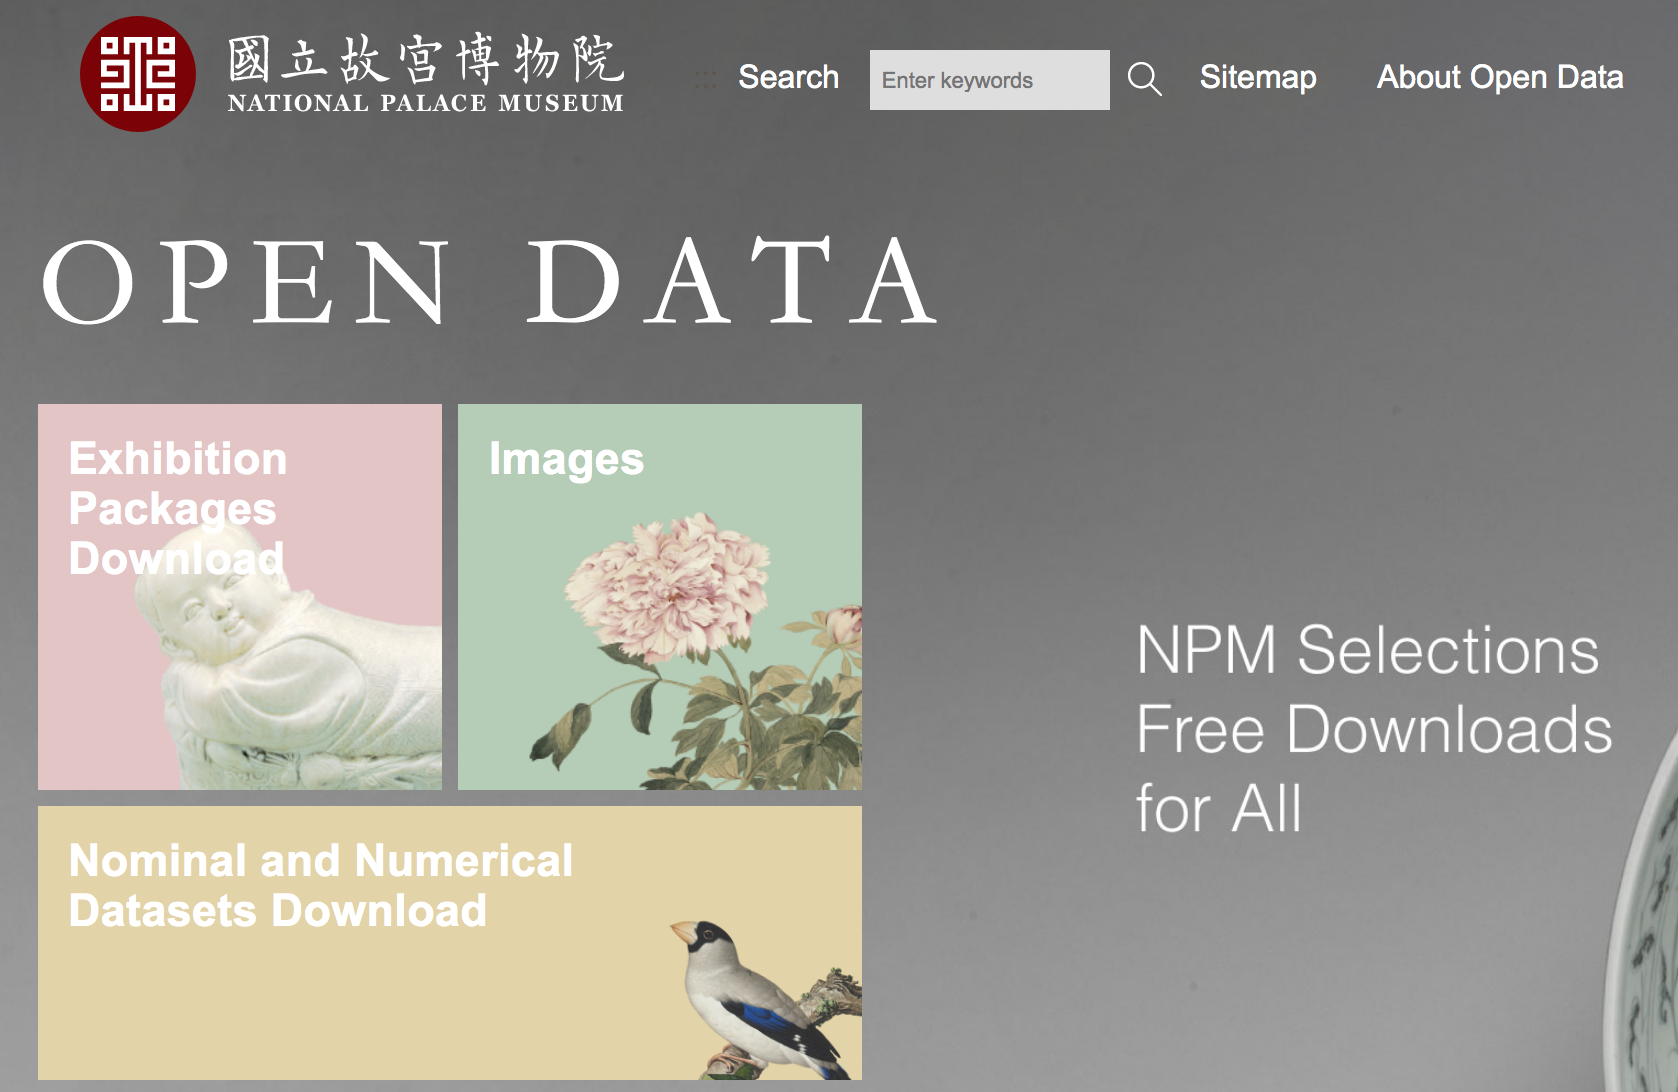 國立故宮博物院
NATIONAL PALACE MUSEUM
Search
Enter keywords
Sitemap
About Open Data
OPEN DATA
Exhibition
Packages
Download
Images
NPM Selections
Free Downloads
for All
Nominal and Numerical
Datasets Download